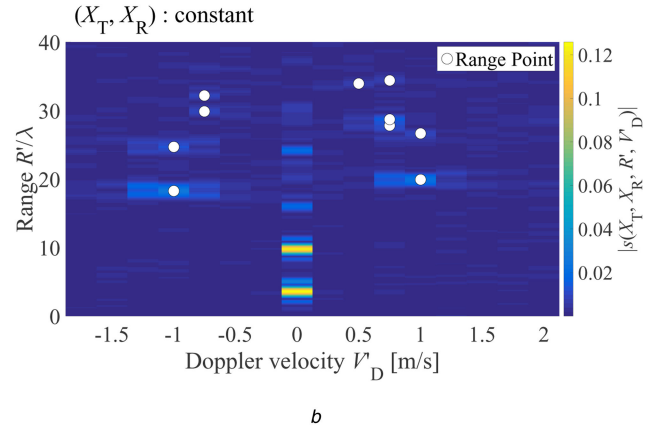 (X_T, X_R) : constant
40
30
20
10
0
Range R'/λ
Range Point
-1.5 -1 -0.5 0 0.5 1 1.5 2
Doppler velocity V'_D [m/s]
0.12
0.1
0.08
0.06
0.04
0.02
|s(X_T, X_R, R', V'_D)|
b